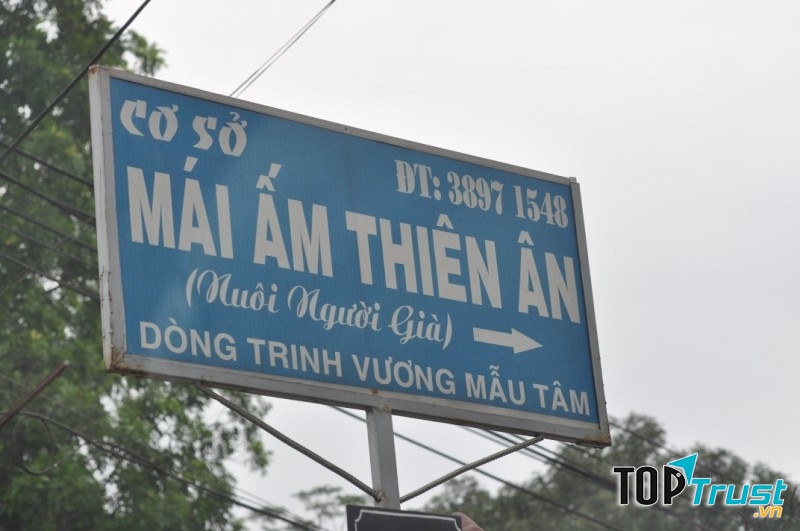 CƠ SỞ
ĐT: 3897 1548
MÁI ẤM THIÊN ÂN
(Nuôi Người Già)
DÒNG TRINH VƯƠNG MẪU TÂM
TOPTrust.vn